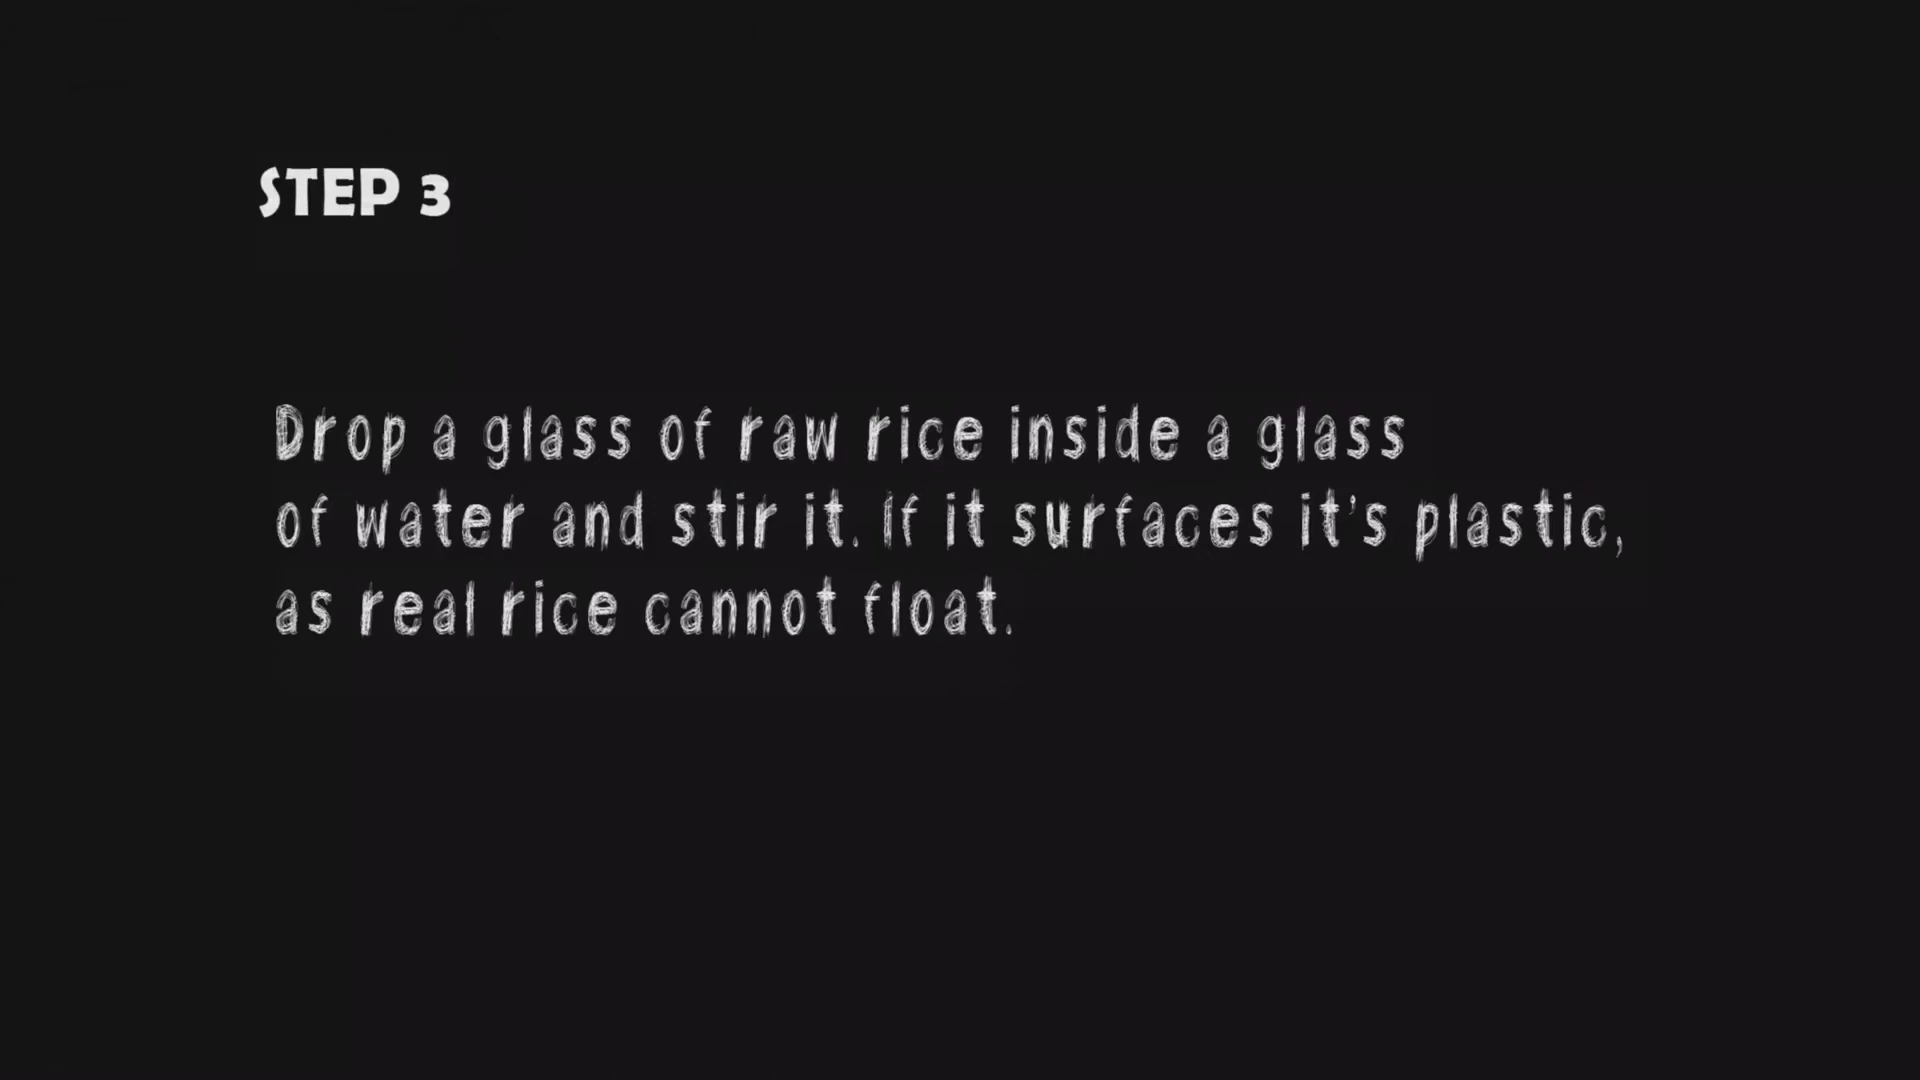 STEP 3
Drop a glass of raw rice inside a glass
of water and stir it. If it surfaces it's plastic,
as real rice cannot float.